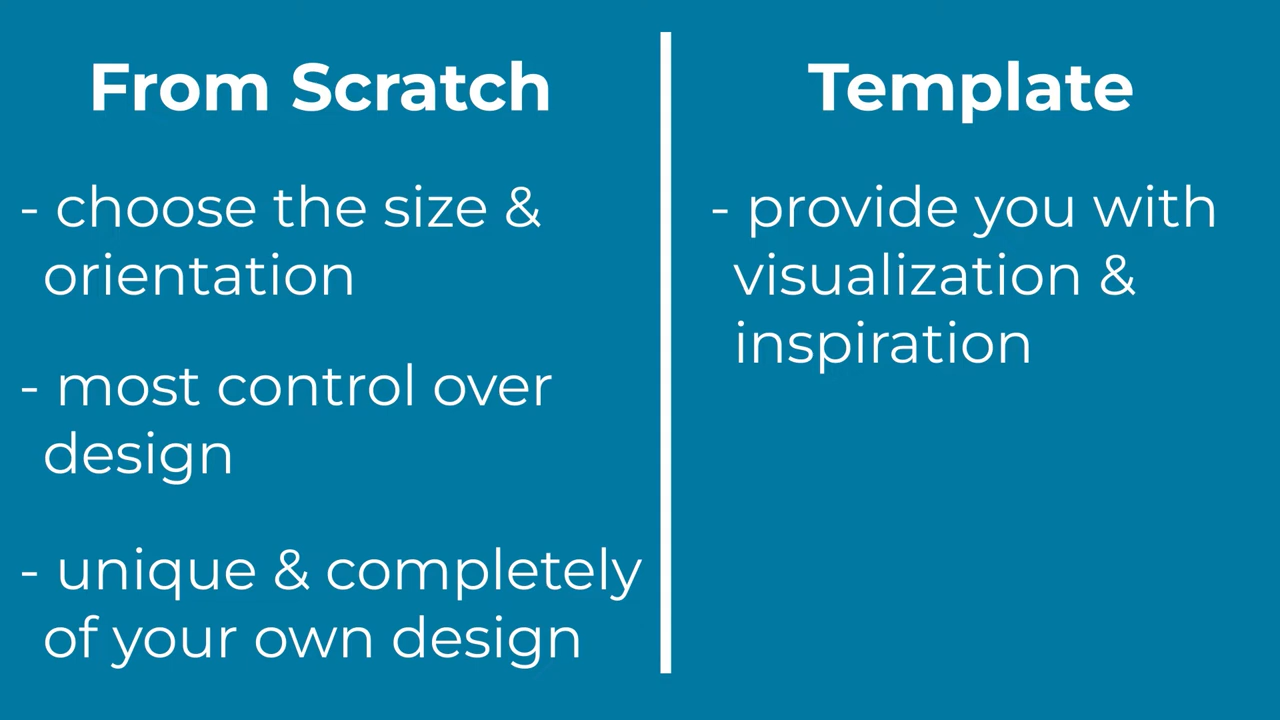 From Scratch
- choose the size &
orientation
- most control over
design
- unique & completely
of your own design
Template
- provide you with
visualization &
inspiration